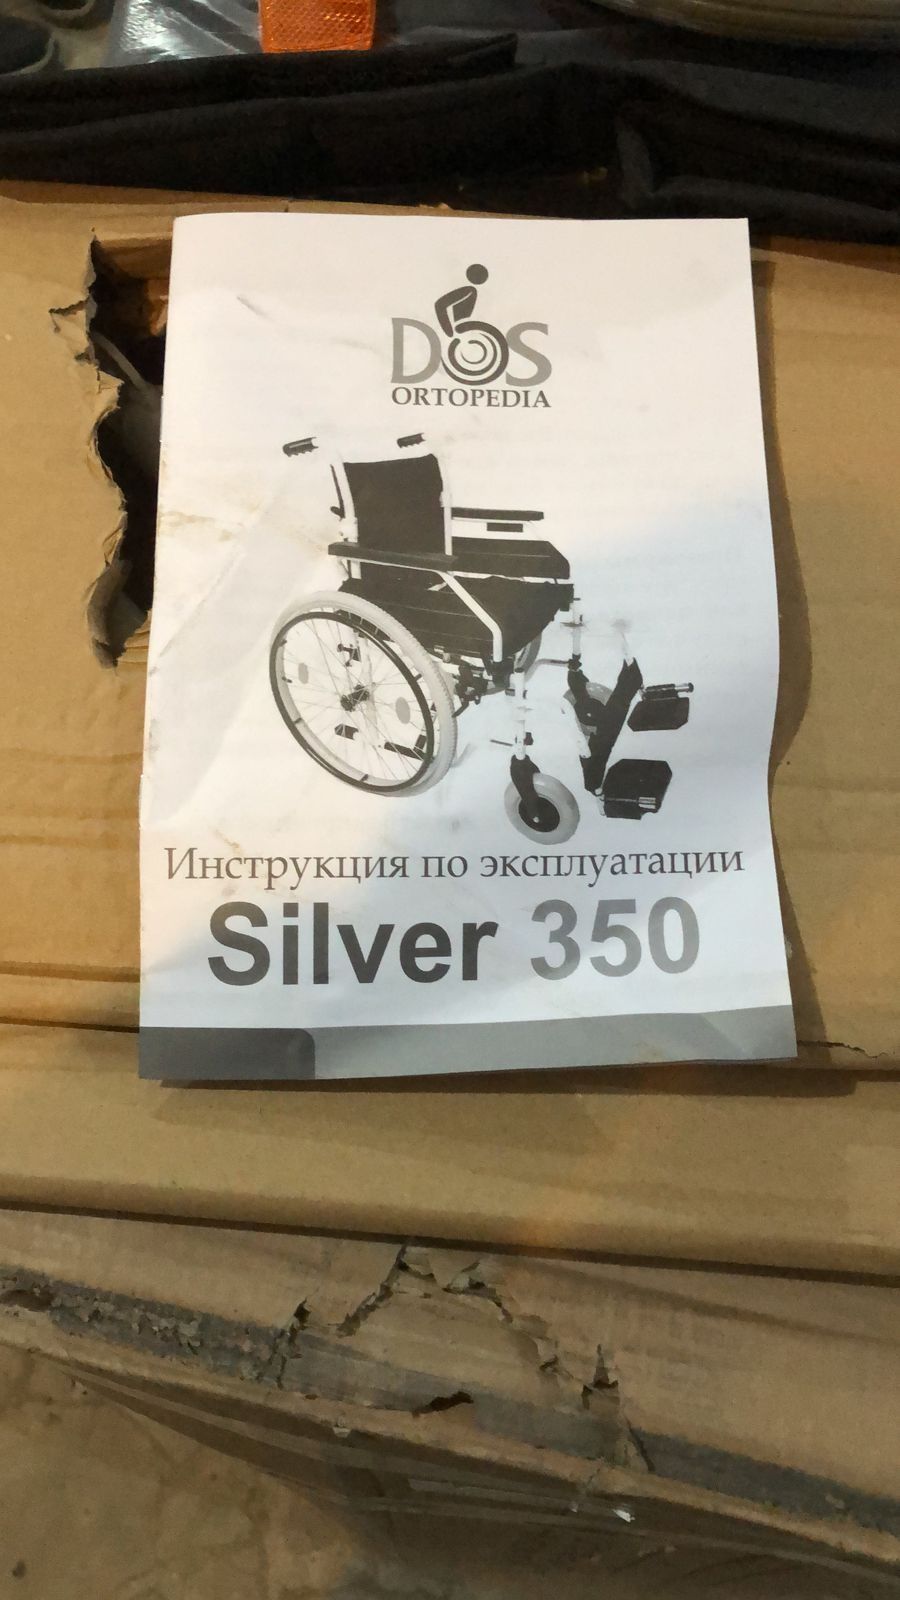 DOS
ORTOPEDIA
Инструкция по эксплуатации
Silver 350